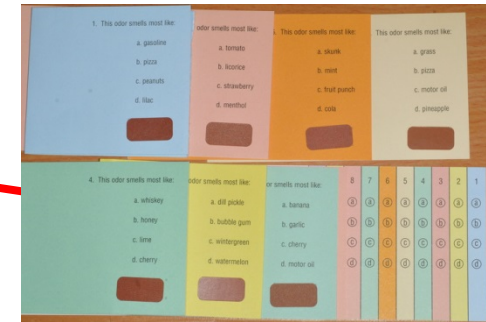 1. This odor smells most like:
a. gasoline
b. pizza
c. peanuts
d. lilac
odor smells most like:
a. tomato
b. licorice
c. strawberry
d. menthol
This odor smells most like:
a. skunk
b. mint
c. fruit punch
d. cola
This odor smells most like:
a. grass
b. pizza
c. motor oil
d. pineapple
4. This odor smells most like:
a. whiskey
b. honey
c. lime
d. cherry
odor smells most like:
a. dill pickle
b. bubble gum
c. wintergreen
d. watermelon
or smells most like:
a. banana
b. garlic
c. cherry
d. motor oil
8 7 6 5 4 3 2 1
a a a a a a a a
b b b b b b b b
c c c c c c c c
d d d d d d d d